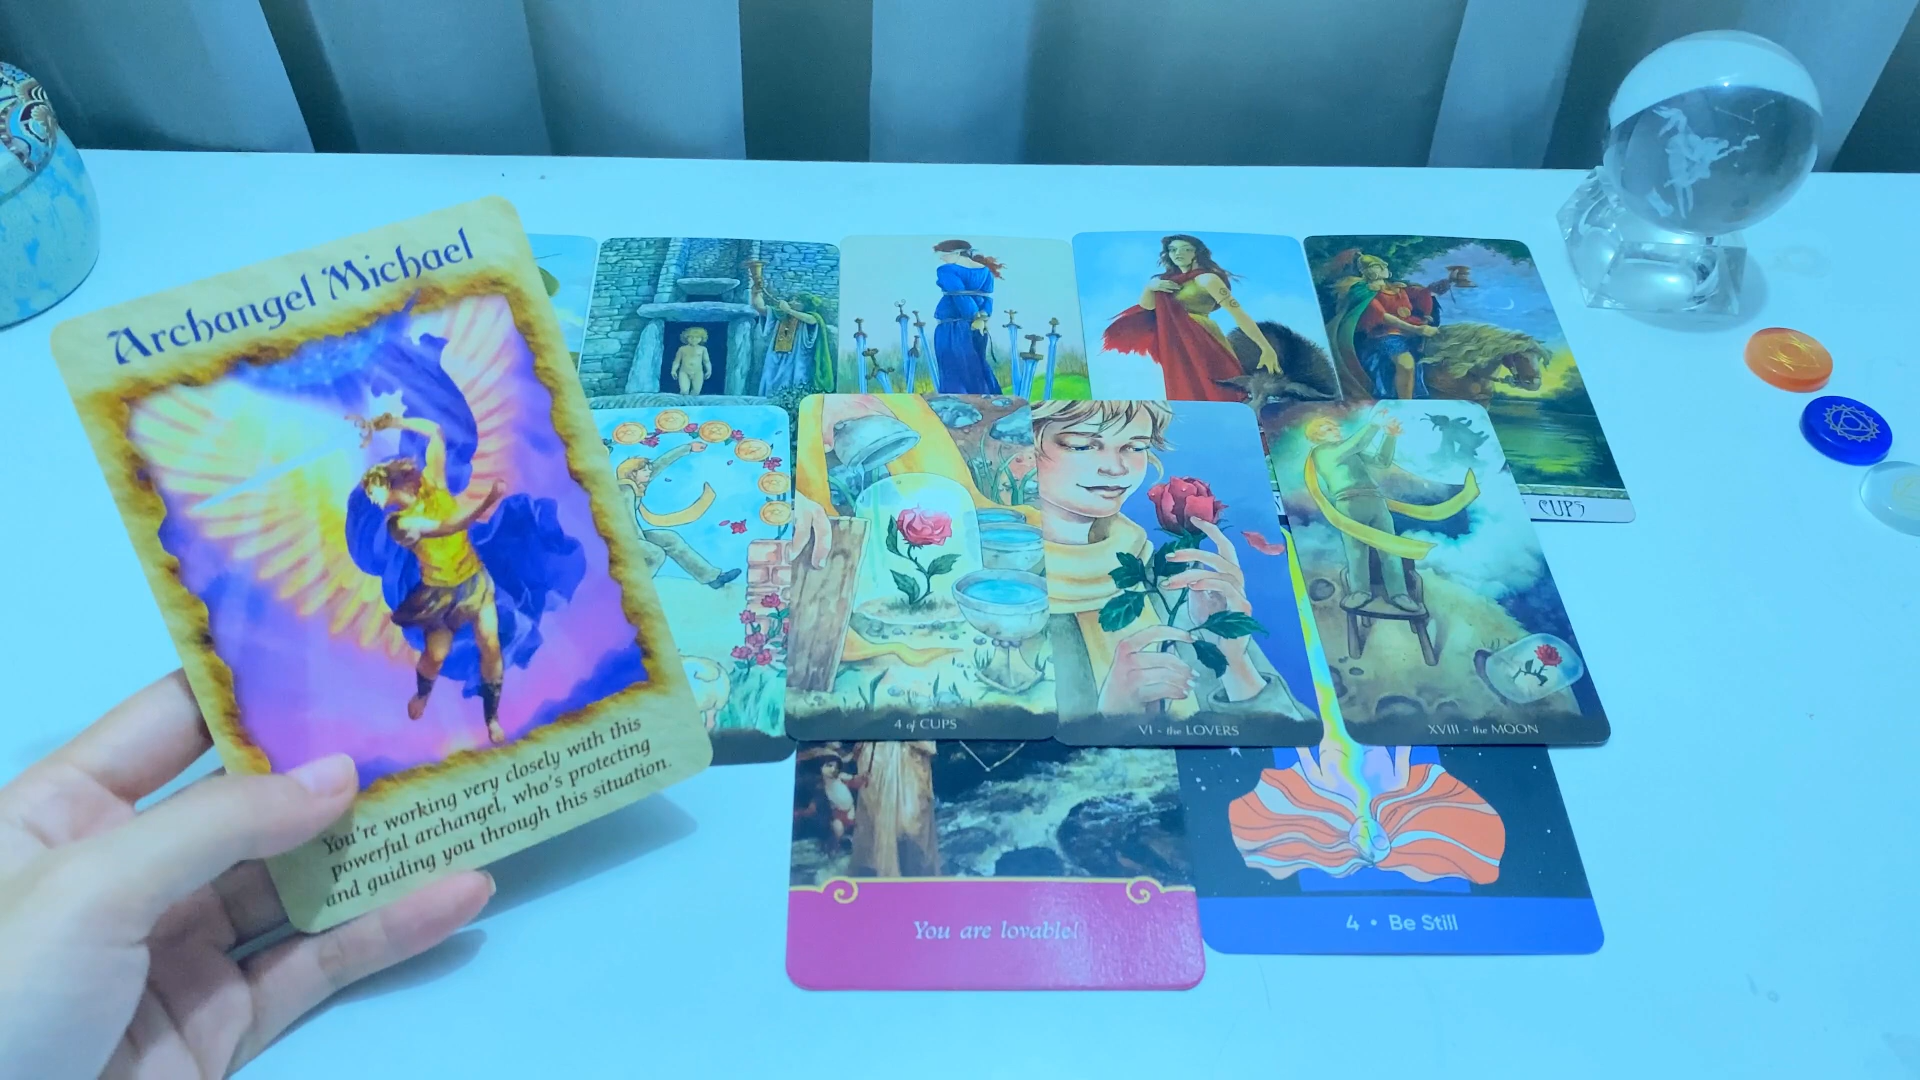 Archangel Michael
You're working very closely with this
powerful archangel, who's protecting
and guiding you through this situation.
CUPS
4 of CUPS
VI - the LOVERS
XVIII - the MOON
You are lovable!
4 • Be Still